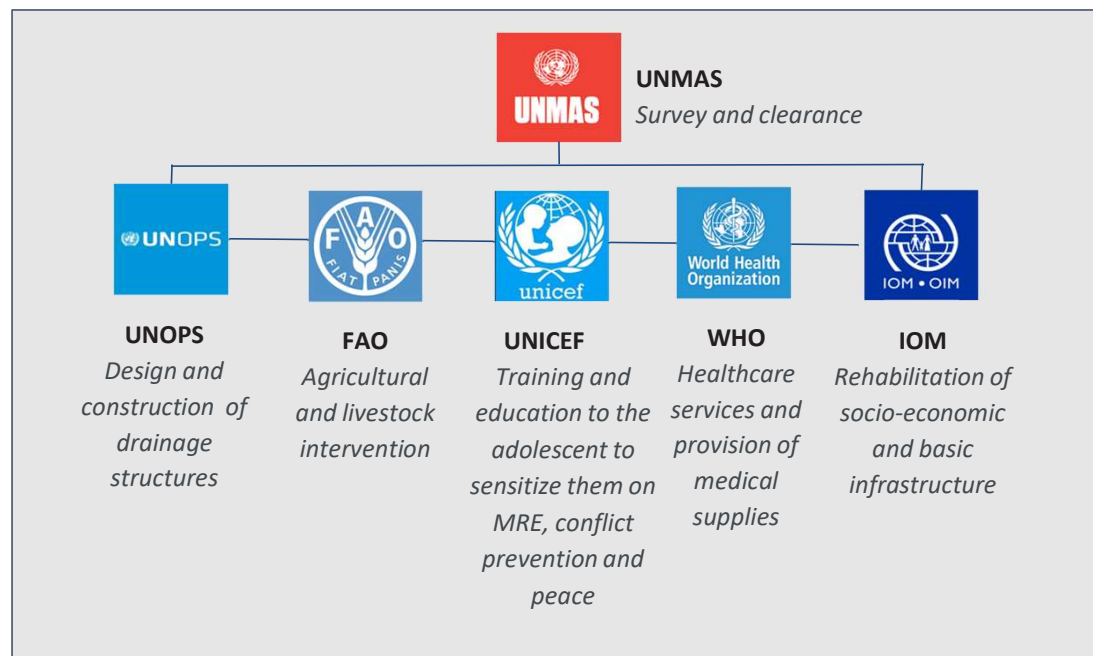 UNMAS
UNMAS
Survey and clearance
UNOPS
FAO
FIAT PANIS
unicef
World Health
Organization
IOM • OIM
UNOPS
Design and
construction of
drainage
structures
FAO
Agricultural
and livestock
intervention
UNICEF
Training and
education to the
adolescent to
sensitize them on
MRE, conflict
prevention and
peace
WHO
Healthcare
services and
provision of
medical
supplies
IOM
Rehabilitation of
socio-economic
and basic
infrastructure